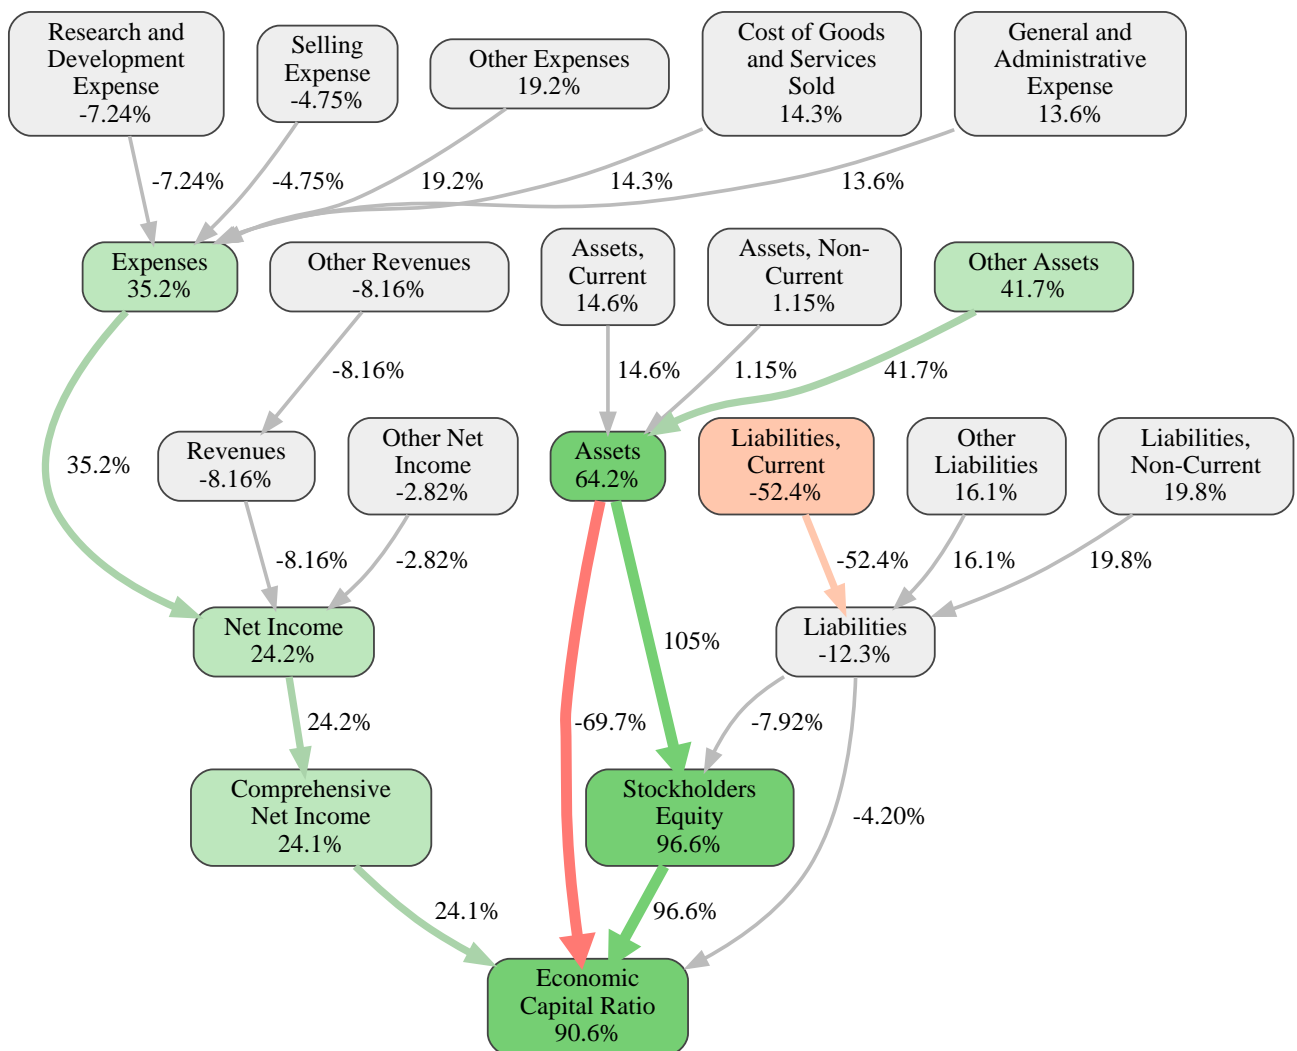 Research and
Development
Expense
-7.24%
Selling
Expense
-4.75%
Other Expenses
19.2%
Cost of Goods
and Services
Sold
14.3%
General and
Administrative
Expense
13.6%
-7.24%
-4.75%
19.2%
14.3%
13.6%
Expenses
35.2%
Other Revenues
-8.16%
Assets,
Current
14.6%
Assets, Non-
Current
1.15%
Other Assets
41.7%
-8.16%
14.6%
1.15%
41.7%
35.2%
Revenues
-8.16%
Other Net
Income
-2.82%
Assets
64.2%
Liabilities,
Current
-52.4%
Other
Liabilities
16.1%
Liabilities,
Non-Current
19.8%
-8.16%
-2.82%
-52.4%
16.1%
19.8%
Net Income
24.2%
105%
Liabilities
-12.3%
24.2%
-69.7%
-7.92%
Comprehensive
Net Income
24.1%
Stockholders
Equity
96.6%
-4.20%
24.1%
96.6%
Economic
Capital Ratio
90.6%